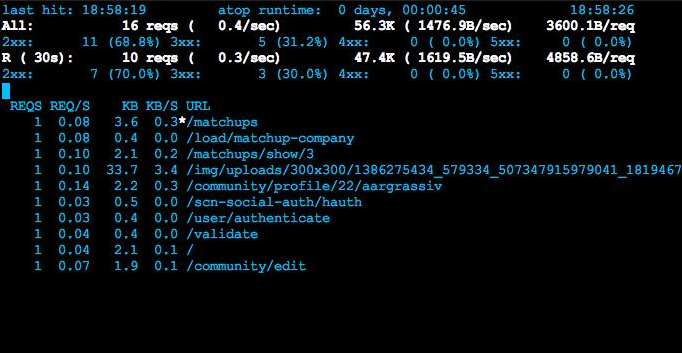 last hit: 18:58:19 atop runtime: 0 days, 00:00:45 18:58:26
All: 16 reqs ( 0.4/sec) 56.3K ( 1476.9B/sec) 3600.1B/req
2xx: 11 (68.8%) 3xx: 5 (31.2%) 4xx: 0 ( 0.0%) 5xx: 0 ( 0.0%)
R ( 30s): 10 reqs ( 0.3/sec) 47.4K ( 1619.5B/sec) 4858.6B/req
2xx: 7 (70.0%) 3xx: 3 (30.0%) 4xx: 0 ( 0.0%) 5xx: 0 ( 0.0%)
REQS REQ/S KB KB/S URL
1 0.08 3.6 0.3*/matchups
1 0.08 0.4 0.0 /load/matchup-company
1 0.10 2.1 0.2 /matchups/show/3
1 0.10 33.7 3.4 /img/uploads/300x300/1386275434_579334_507347915979041_1819467
1 0.14 2.2 0.3 /community/profile/22/aargrassiv
1 0.03 0.5 0.0 /scn-social-auth/hauth
1 0.03 0.4 0.0 /user/authenticate
1 0.04 0.4 0.0 /validate
1 0.04 2.1 0.1 /
1 0.07 1.9 0.1 /community/edit